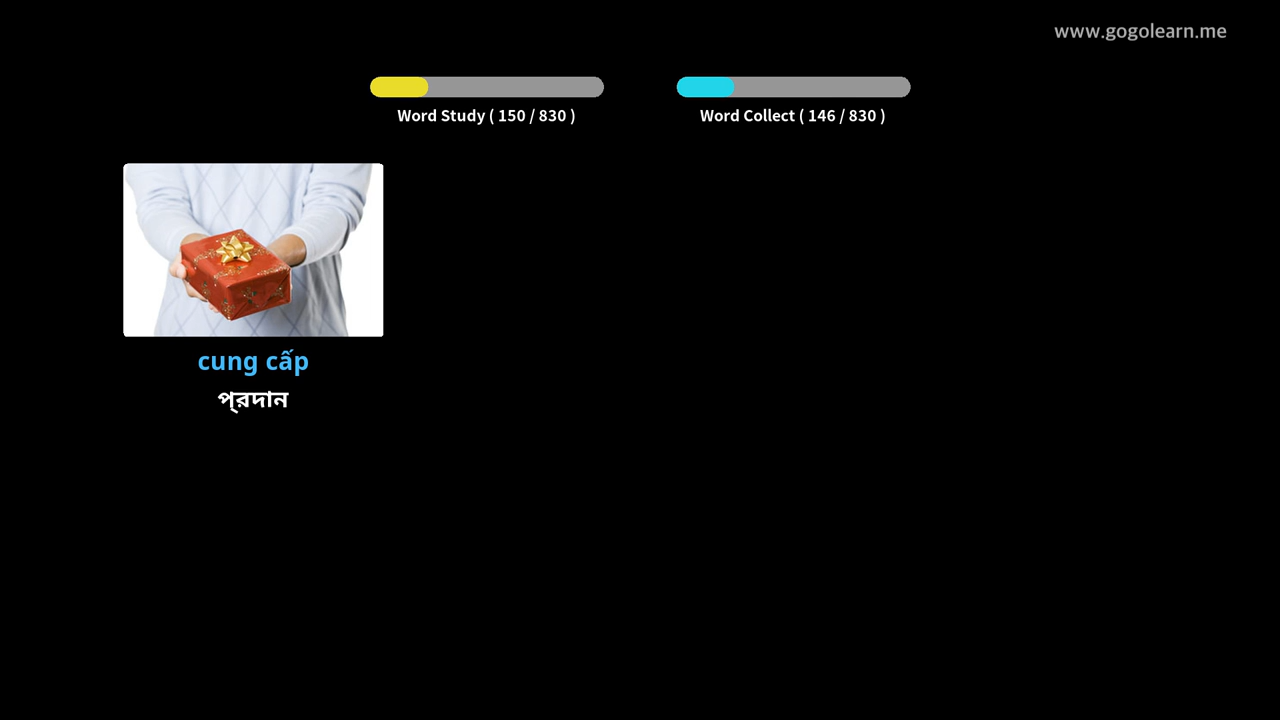 www.gogolearn.me
Word Study ( 150 / 830 )
Word Collect ( 146 / 830 )
cung cấp
প্রদান